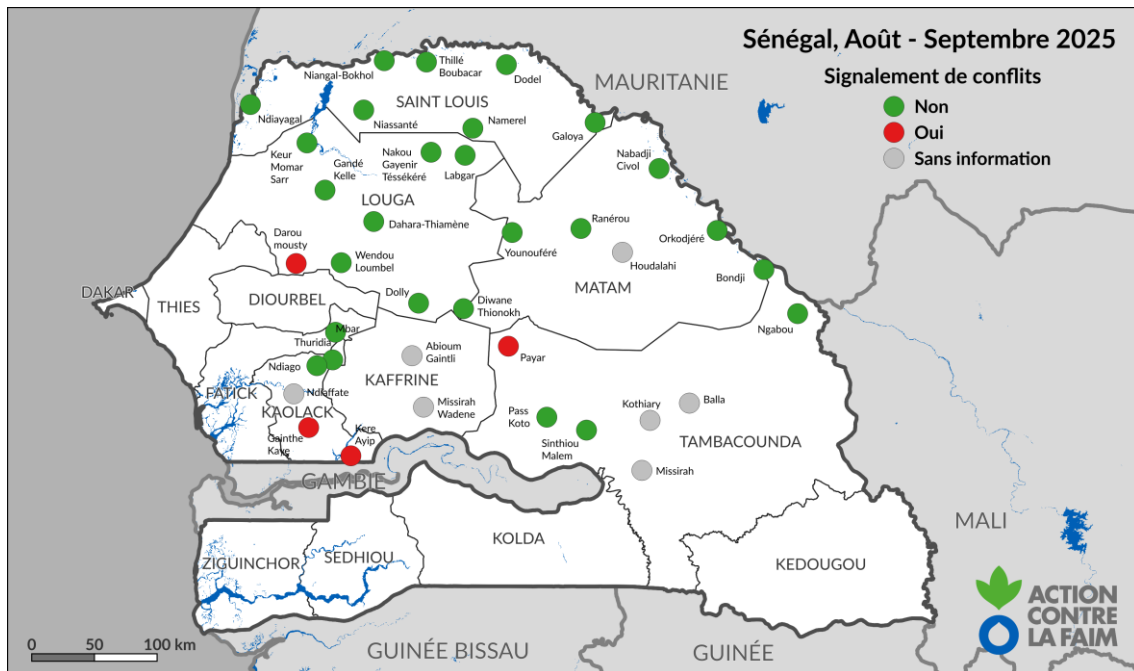 Sénégal, Août - Septembre 2025
Signalement de conflits
Non
Oui
Sans information
MAURITANIE
Niangal-Bokhol
Thillé
Boubacar
Dodel
SAINT LOUIS
Ndiayagal
Niassanté
Namerel
Galoya
Keur
Momar
Sarr
Gandé
Kelle
Nakou
Gayenir
Téssékéré
Labgar
Nabadji
Civol
LOUGA
Dahara-Thiamène
Ranérou
Younouféré
Orkodjéré
Houdalahi
Darou
mousty
Wendou
Loumbel
Bondji
MATAM
DAKAR
THIES
DIOURBEL
Dolly
Diwane
Thionokh
Ngabou
Mbar
Thuridia
Abioum
Gaintli
Payar
Ndiago
KAFFRINE
FATICK
Ndiaffate
KAOLACK
Missirah
Wadene
Pass
Koto
Kothiary
Balla
Gainthe
Kaye
Kere
Ayip
Sinthiou
Malem
TAMBACOUNDA
Missirah
GAMBIE
MALI
KOLDA
SEDHIOU
ZIGUINCHOR
KEDOUGOU
ACTION
CONTRE
LA FAIM
0 50 100 km
GUINÉE BISSAU
GUINÉE